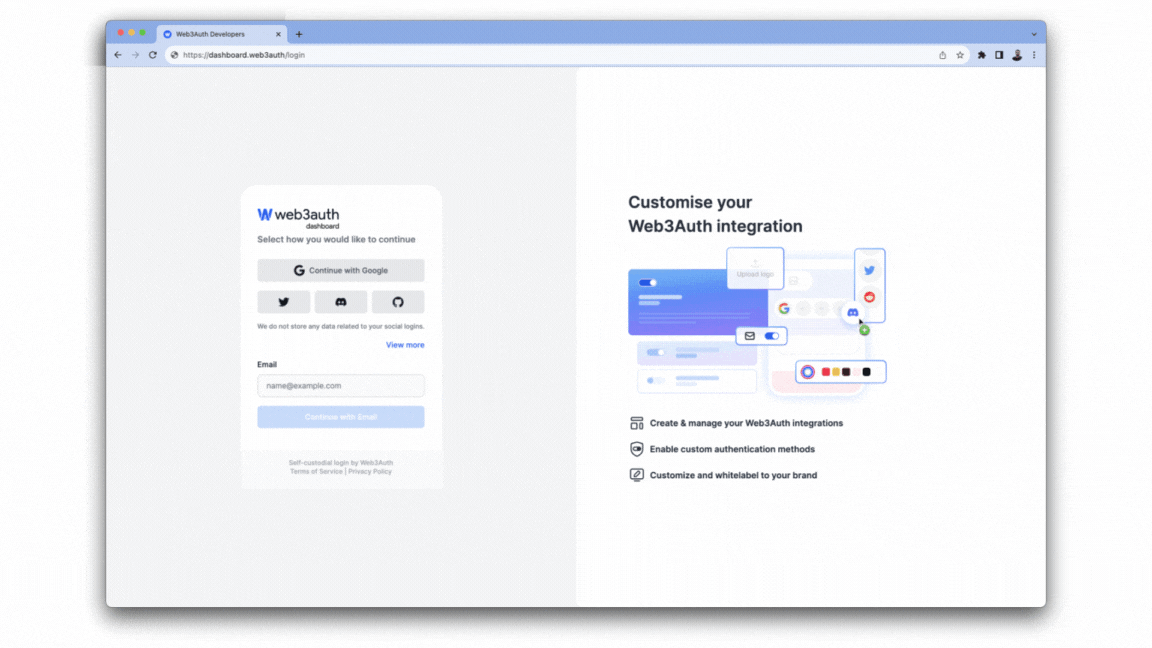 Web3Auth Developers
https://dashboard.web3auth/login
web3auth
dashboard
Select how you would like to continue
Continue with Google
We do not store any data related to your social logins.
View more
Email
name@example.com
Continue with Email
Self-custodial login by Web3Auth
Terms of Service | Privacy Policy
Customise your
Web3Auth integration
Upload logo
Create & manage your Web3Auth integrations
Enable custom authentication methods
Customize and whitelabel to your brand